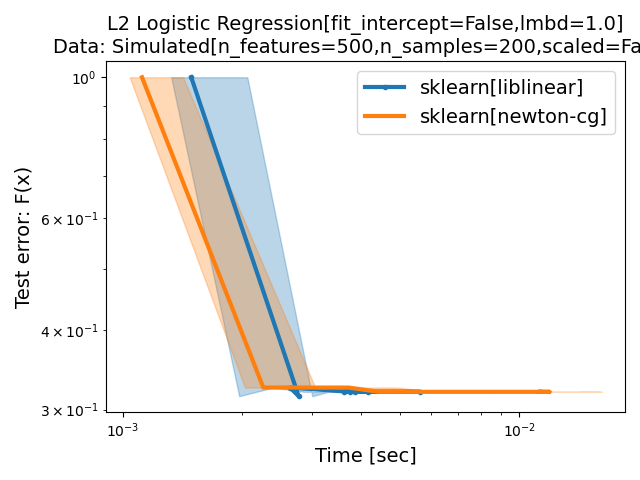 L2 Logistic Regression[fit_intercept=False,lmbd=1.0]
Data: Simulated[n_features=500,n_samples=200,scaled=Fa
sklearn[liblinear]
sklearn[newton-cg]
Test error: F(x)
10⁰
6 × 10⁻¹
4 × 10⁻¹
3 × 10⁻¹
10⁻³
10⁻²
Time [sec]